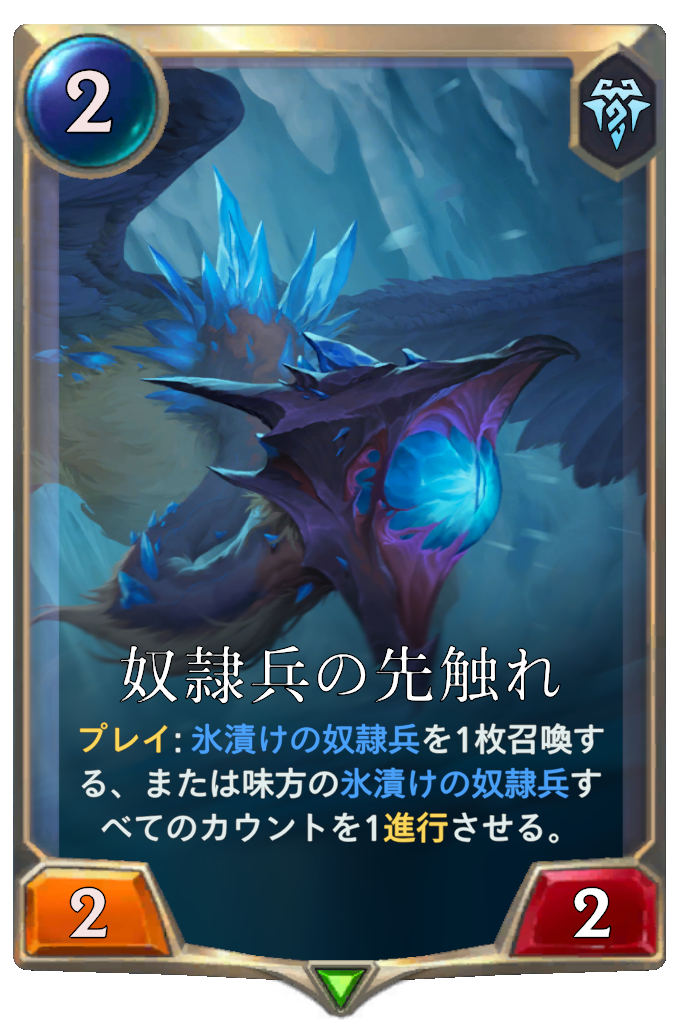 2
奴隷兵の先触れ
プレイ: 氷漬けの奴隷兵を1枚召喚す
る、または味方の氷漬けの奴隷兵す
べてのカウントを1進行させる。
2
2